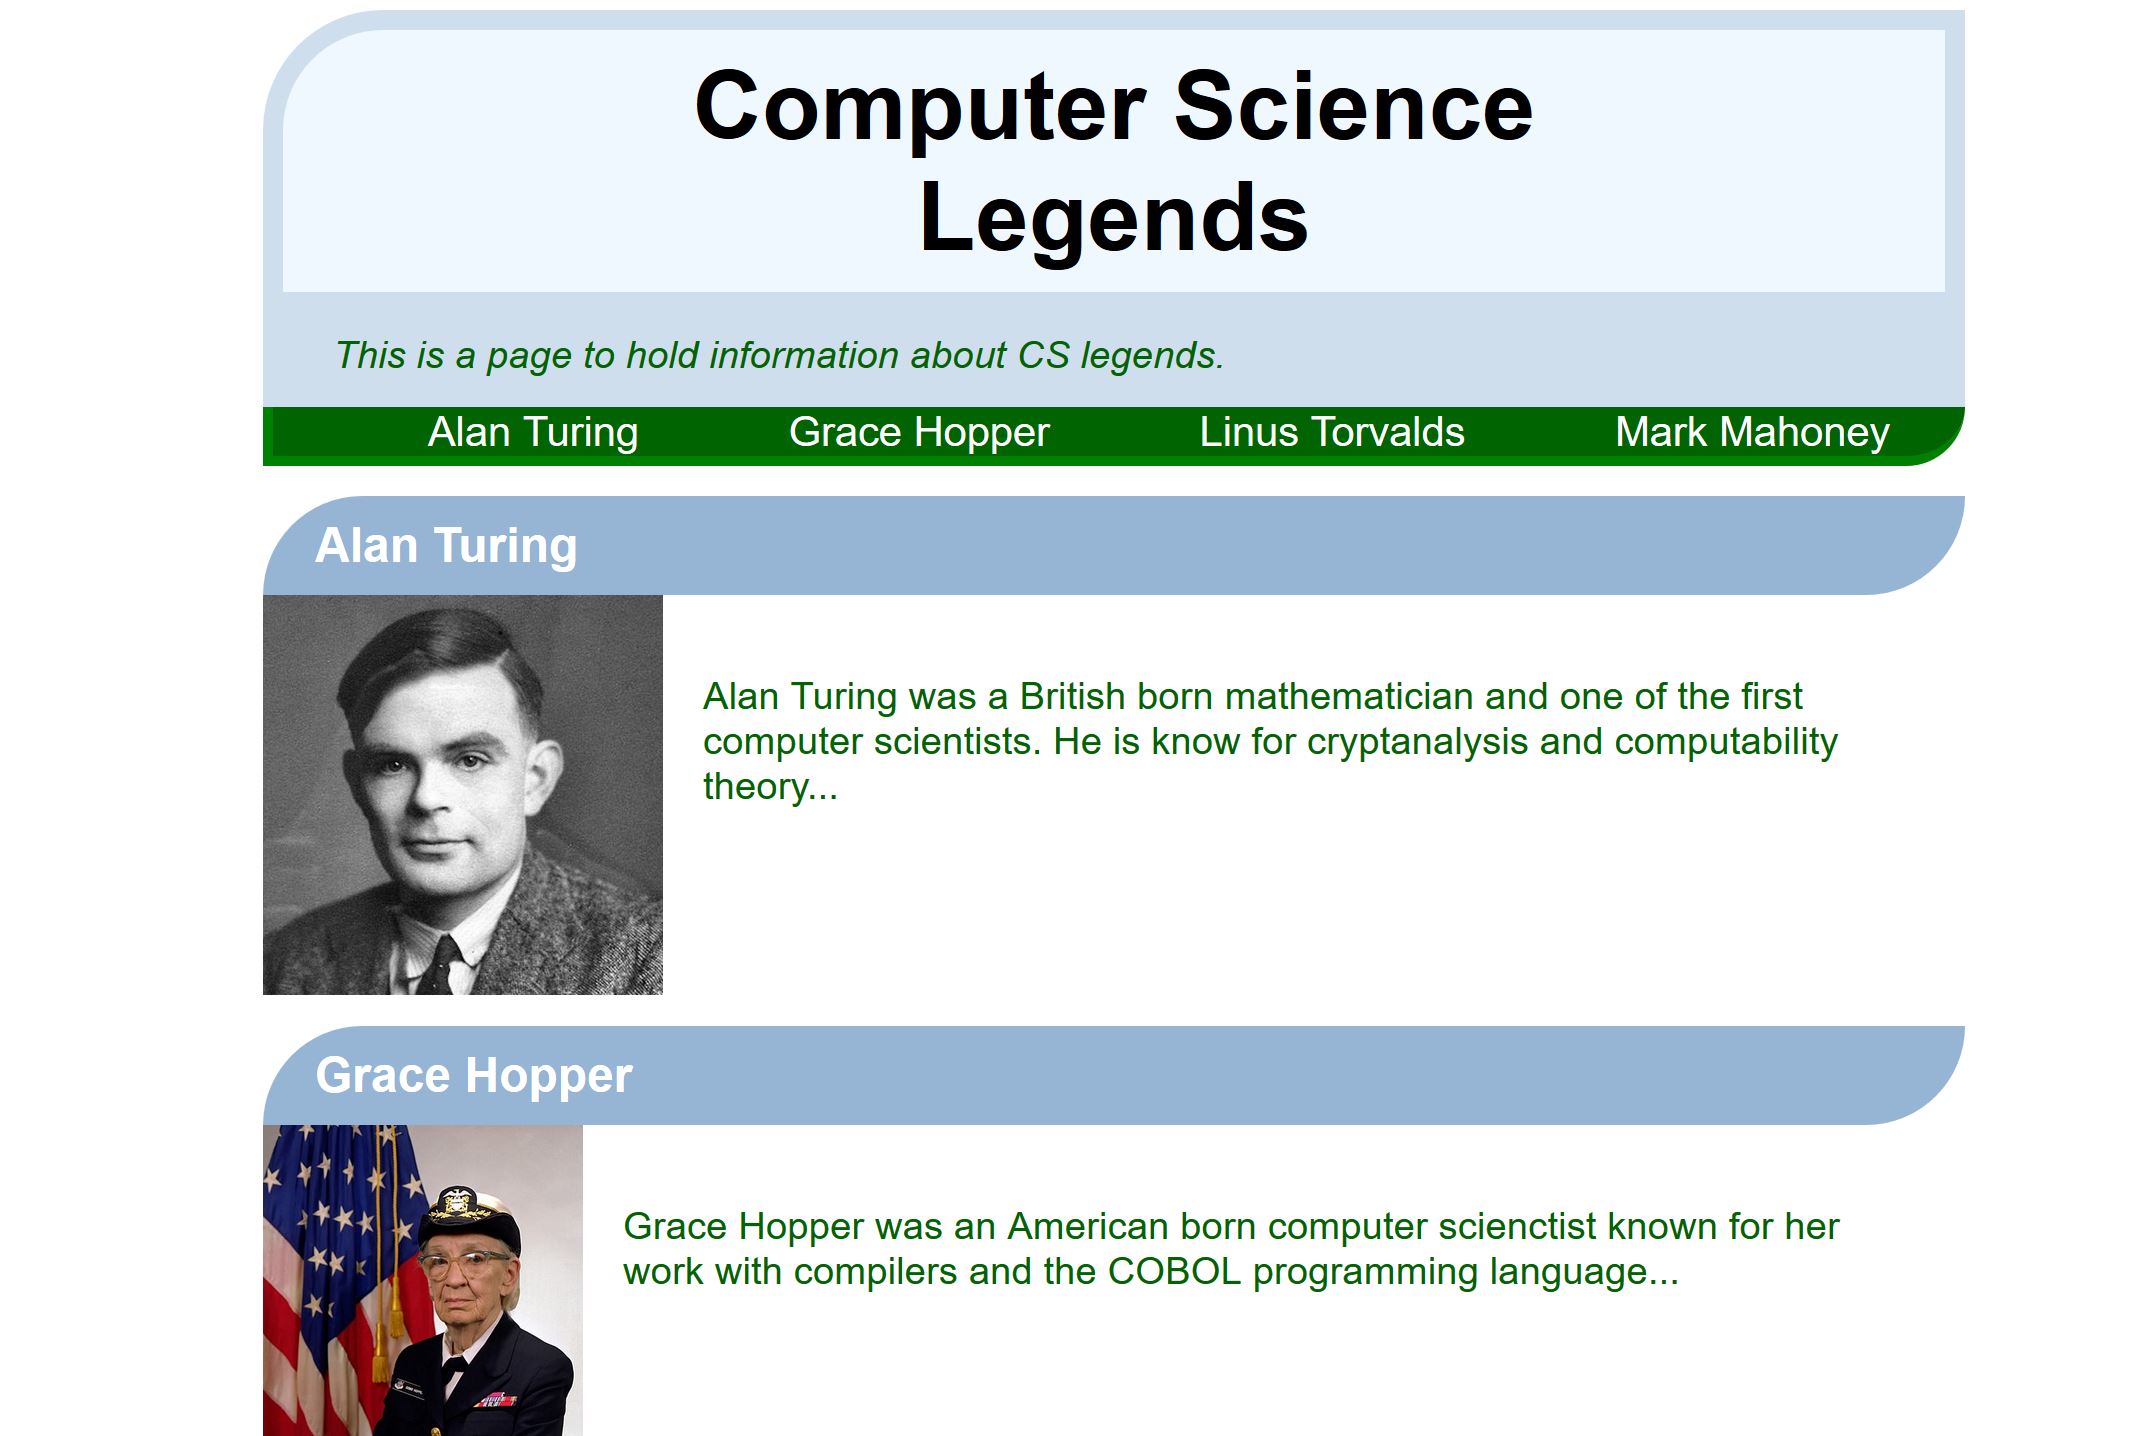 Computer Science
Legends
This is a page to hold information about CS legends.
Alan Turing Grace Hopper Linus Torvalds Mark Mahoney
Alan Turing
Alan Turing was a British born mathematician and one of the first
computer scientists. He is know for cryptanalysis and computability
theory...
Grace Hopper
Grace Hopper was an American born computer scienctist known for her
work with compilers and the COBOL programming language...